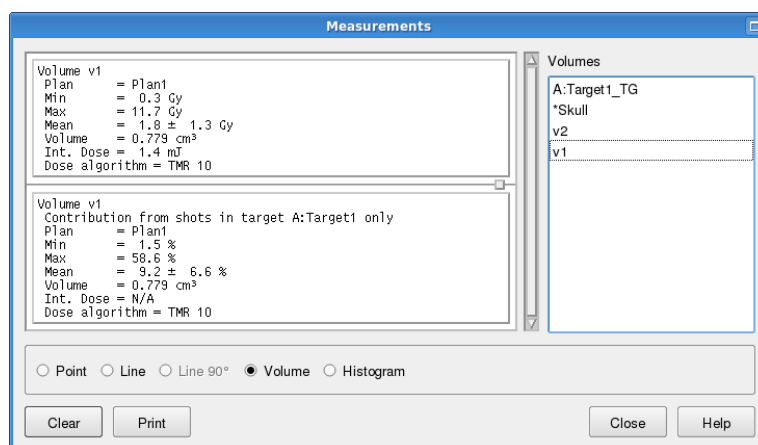 Measurements
Volume v1
Plan = Plan1
Min = 0.3 Gy
Max = 11.7 Gy
Mean = 1.8 ± 1.3 Gy
Volume = 0.779 cm³
Int. Dose = 1.4 mJ
Dose algorithm = TMR 10
Volume v1
Contribution from shots in target A:Target1 only
Plan = Plan1
Min = 1.5 %
Max = 58.6 %
Mean = 9.2 ± 6.6 %
Volume = 0.779 cm³
Int. Dose = N/A
Dose algorithm = TMR 10
Volumes
A:Target1_TG
*Skull
v2
v1
Point Line Line 90° Volume Histogram
Clear Print Close Help